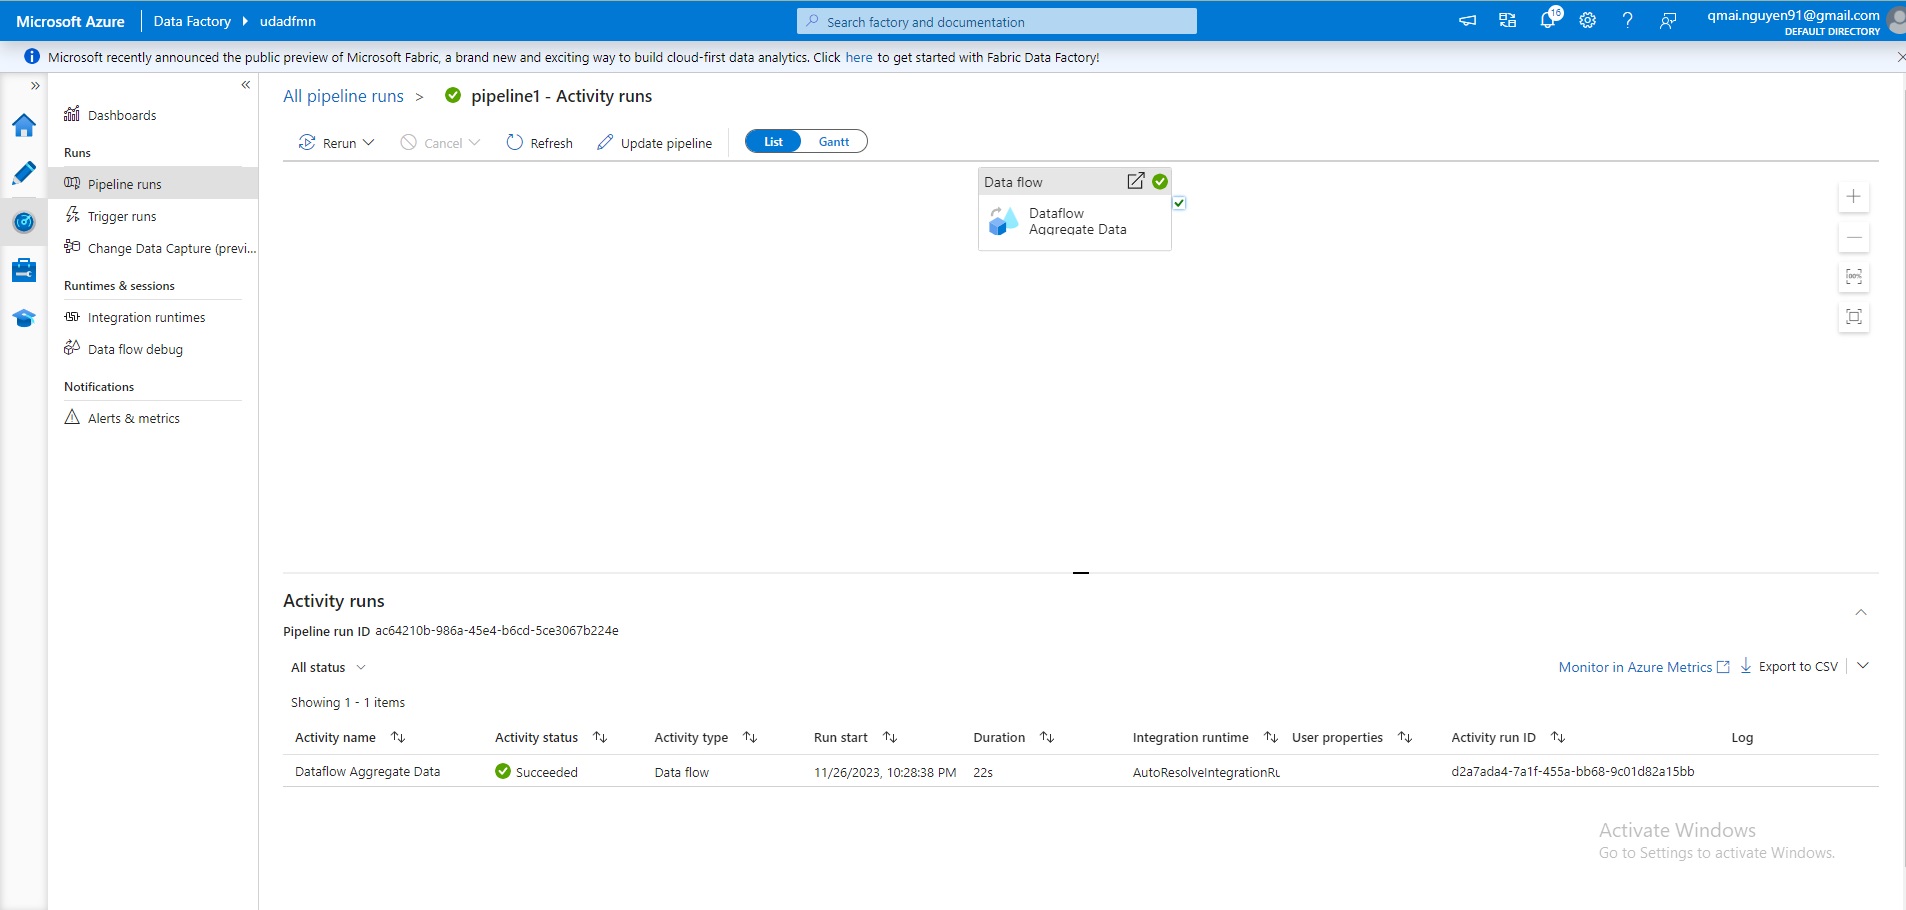 Microsoft Azure
Data Factory
udadfmn
Search factory and documentation
16
qmai.nguyen91@gmail.com
DEFAULT DIRECTORY
Microsoft recently announced the public preview of Microsoft Fabric, a brand new and exciting way to build cloud-first data analytics. Click here to get started with Fabric Data Factory!
Dashboards
Runs
Pipeline runs
Trigger runs
Change Data Capture (previ...
Runtimes & sessions
Integration runtimes
Data flow debug
Notifications
Alerts & metrics
All pipeline runs > pipeline1 - Activity runs
Rerun
Cancel
Refresh
Update pipeline
List
Gantt
Data flow
Dataflow
Aggregate Data
100%
Activity runs
Pipeline run ID ac64210b-986a-45e4-b6cd-5ce3067b224e
All status
Monitor in Azure Metrics
Export to CSV
Showing 1 - 1 items
Activity name Activity status Activity type Run start Duration Integration runtime User properties Activity run ID Log
Dataflow Aggregate Data Succeeded Data flow 11/26/2023, 10:28:38 PM 22s AutoResolveIntegrationRu d2a7ada4-7a1f-455a-bb68-9c01d82a15bb
Activate Windows
Go to Settings to activate Windows.